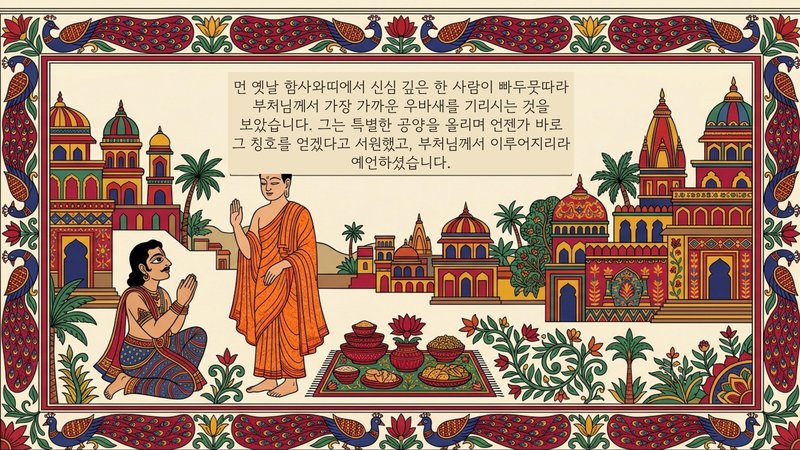 먼 옛날 함사와띠에서 신심 깊은 한 사람이 빠두뭇따라
부처님께서 가장 가까운 우바새를 기리시는 것을
보았습니다. 그는 특별한 공양을 올리며 언젠가 바로
그 칭호를 얻겠다고 서원했고, 부처님께서 이루어지리라
예언하셨습니다.